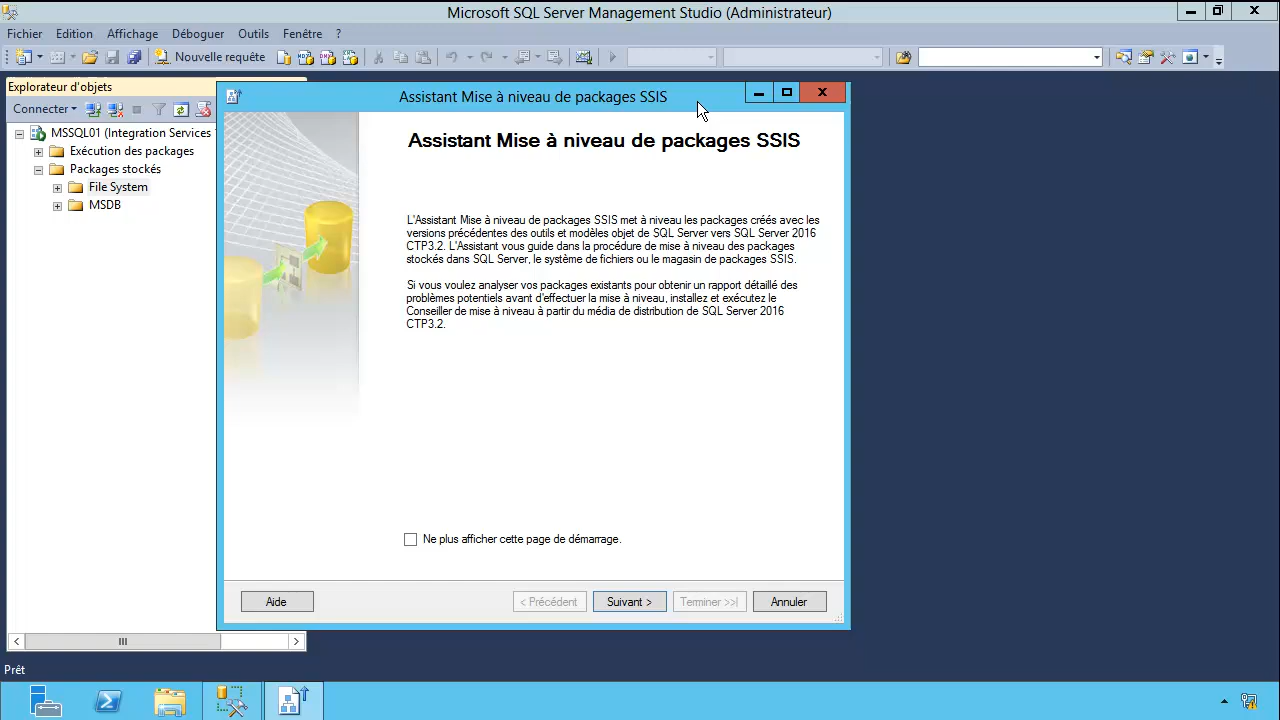 Microsoft SQL Server Management Studio (Administrateur)
Fichier Edition Affichage Déboguer Outils Fenêtre ?
Nouvelle requête
Explorateur d'objets
Connecter
MSSQL01 (Integration Services
Exécution des packages
Packages stockés
File System
MSDB
Assistant Mise à niveau de packages SSIS
Assistant Mise à niveau de packages SSIS
L'Assistant Mise à niveau de packages SSIS met à niveau les packages créés avec les
versions précédentes des outils et modèles objet de SQL Server vers SQL Server 2016
CTP3.2. L'Assistant vous guide dans la procédure de mise à niveau des packages
stockés dans SQL Server, le système de fichiers ou le magasin de packages SSIS.
Si vous voulez analyser vos packages existants pour obtenir un rapport détaillé des
problèmes potentiels avant d'effectuer la mise à niveau, installez et exécutez le
Conseiller de mise à niveau à partir du média de distribution de SQL Server 2016
CTP3.2.
Ne plus afficher cette page de démarrage.
Aide < Précédent Suivant > Terminer >>| Annuler
Prêt